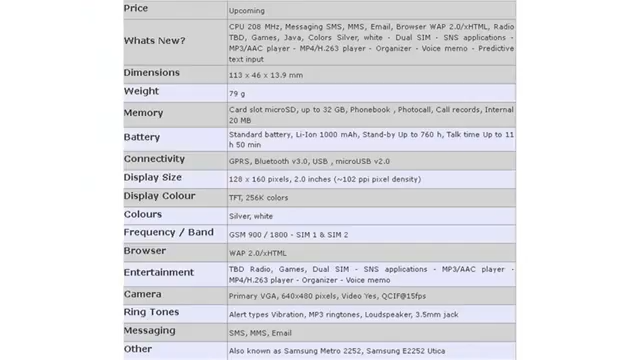 Price
Upcoming
Whats New?
CPU 208 MHz, Messaging SMS, MMS, Email, Browser WAP 2.0/xHTML, Radio
TBD, Games, Java, Colors Silver, white - Dual SIM - SNS applications -
MP3/AAC player - MP4/H.263 player - Organizer - Voice memo - Predictive
text input
Dimensions
113 x 46 x 13.9 mm
Weight
79 g
Memory
Card slot microSD, up to 32 GB, Phonebook , Photocall, Call records, Internal
20 MB
Battery
Standard battery, Li-Ion 1000 mAh, Stand-by Up to 760 h, Talk time Up to 11
h 50 min
Connectivity
GPRS, Bluetooth v3.0, USB , microUSB v2.0
Display Size
128 x 160 pixels, 2.0 inches (~102 ppi pixel density)
Display Colour
TFT, 256K colors
Colours
Silver, white
Frequency / Band
GSM 900 / 1800 - SIM 1 & SIM 2
Browser
WAP 2.0/xHTML
Entertainment
TBD Radio, Games, Dual SIM - SNS applications - MP3/AAC player -
MP4/H.263 player - Organizer - Voice memo
Camera
Primary VGA, 640x480 pixels, Video Yes, QCIF@15fps
Ring Tones
Alert types Vibration, MP3 ringtones, Loudspeaker, 3.5mm jack
Messaging
SMS, MMS, Email
Other
Also known as Samsung Metro 2252, Samsung E2252 Utica